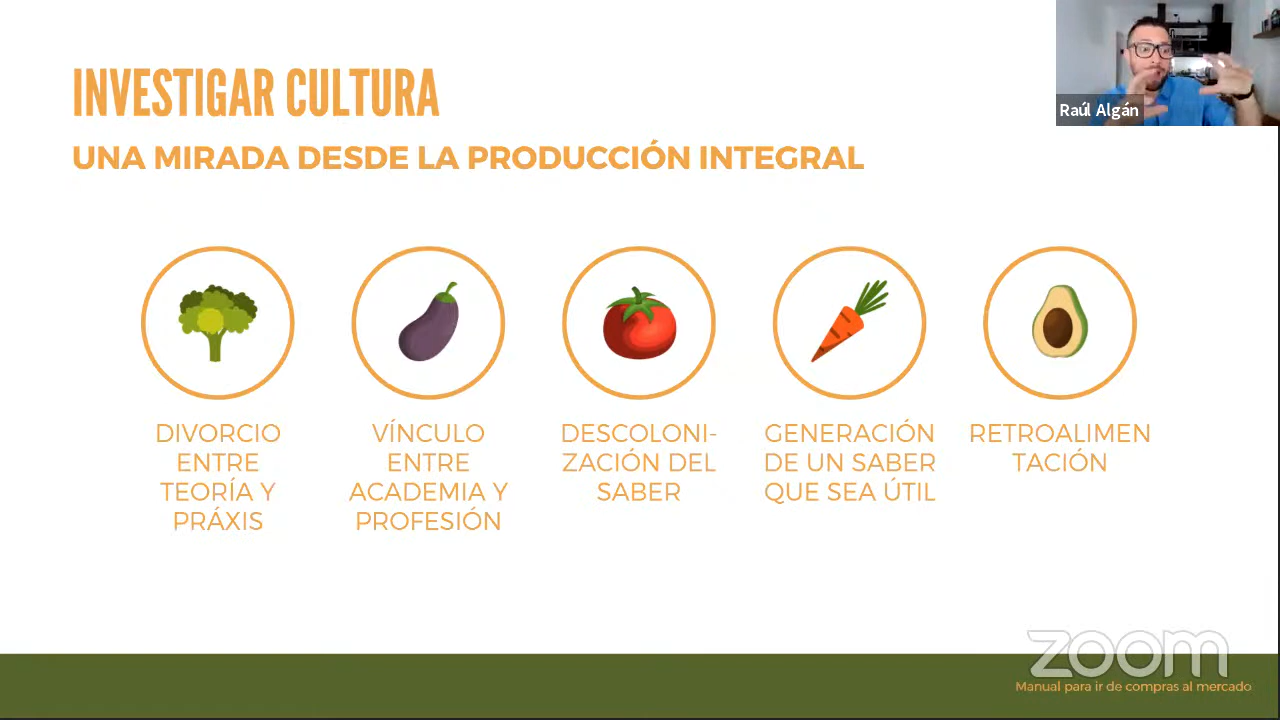 INVESTIGAR CULTURA
UNA MIRADA DESDE LA PRODUCCIÓN INTEGRAL
Raúl Algán
DIVORCIO
ENTRE
TEORÍA Y
PRÁXIS
VÍNCULO
ENTRE
ACADEMIA Y
PROFESIÓN
DESCOLONI-
ZACIÓN DEL
SABER
GENERACIÓN
DE UN SABER
QUE SEA ÚTIL
RETROALIMEN
TACIÓN
zoom
Manual para ir de compras al mercado